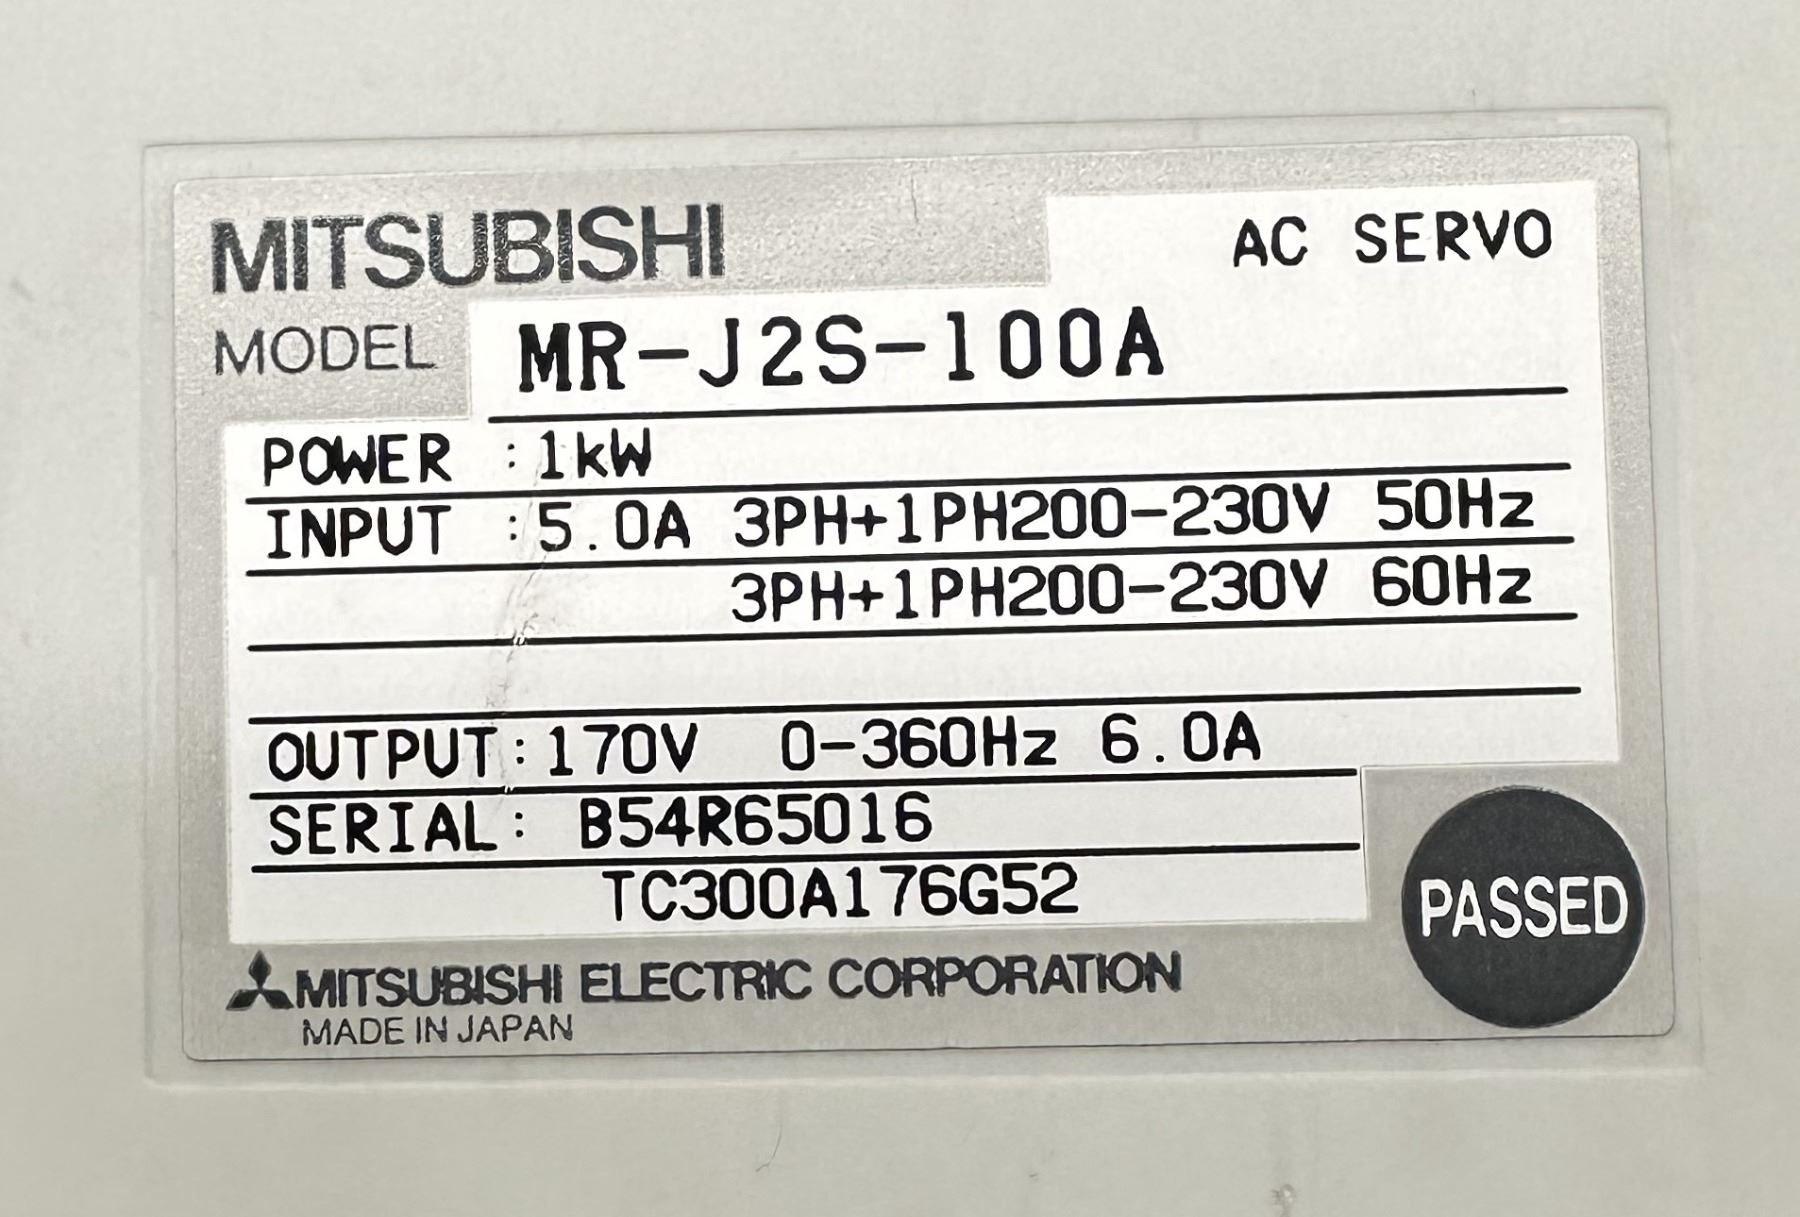 MITSUBISHI
AC SERVO
MODEL MR-J2S-100A
POWER : 1kW
INPUT : 5.0A 3PH+1PH200-230V 50Hz
3PH+1PH200-230V 60Hz
OUTPUT: 170V 0-360Hz 6.0A
SERIAL: B54R65016
TC300A176G52
PASSED
MITSUBISHI ELECTRIC CORPORATION
MADE IN JAPAN